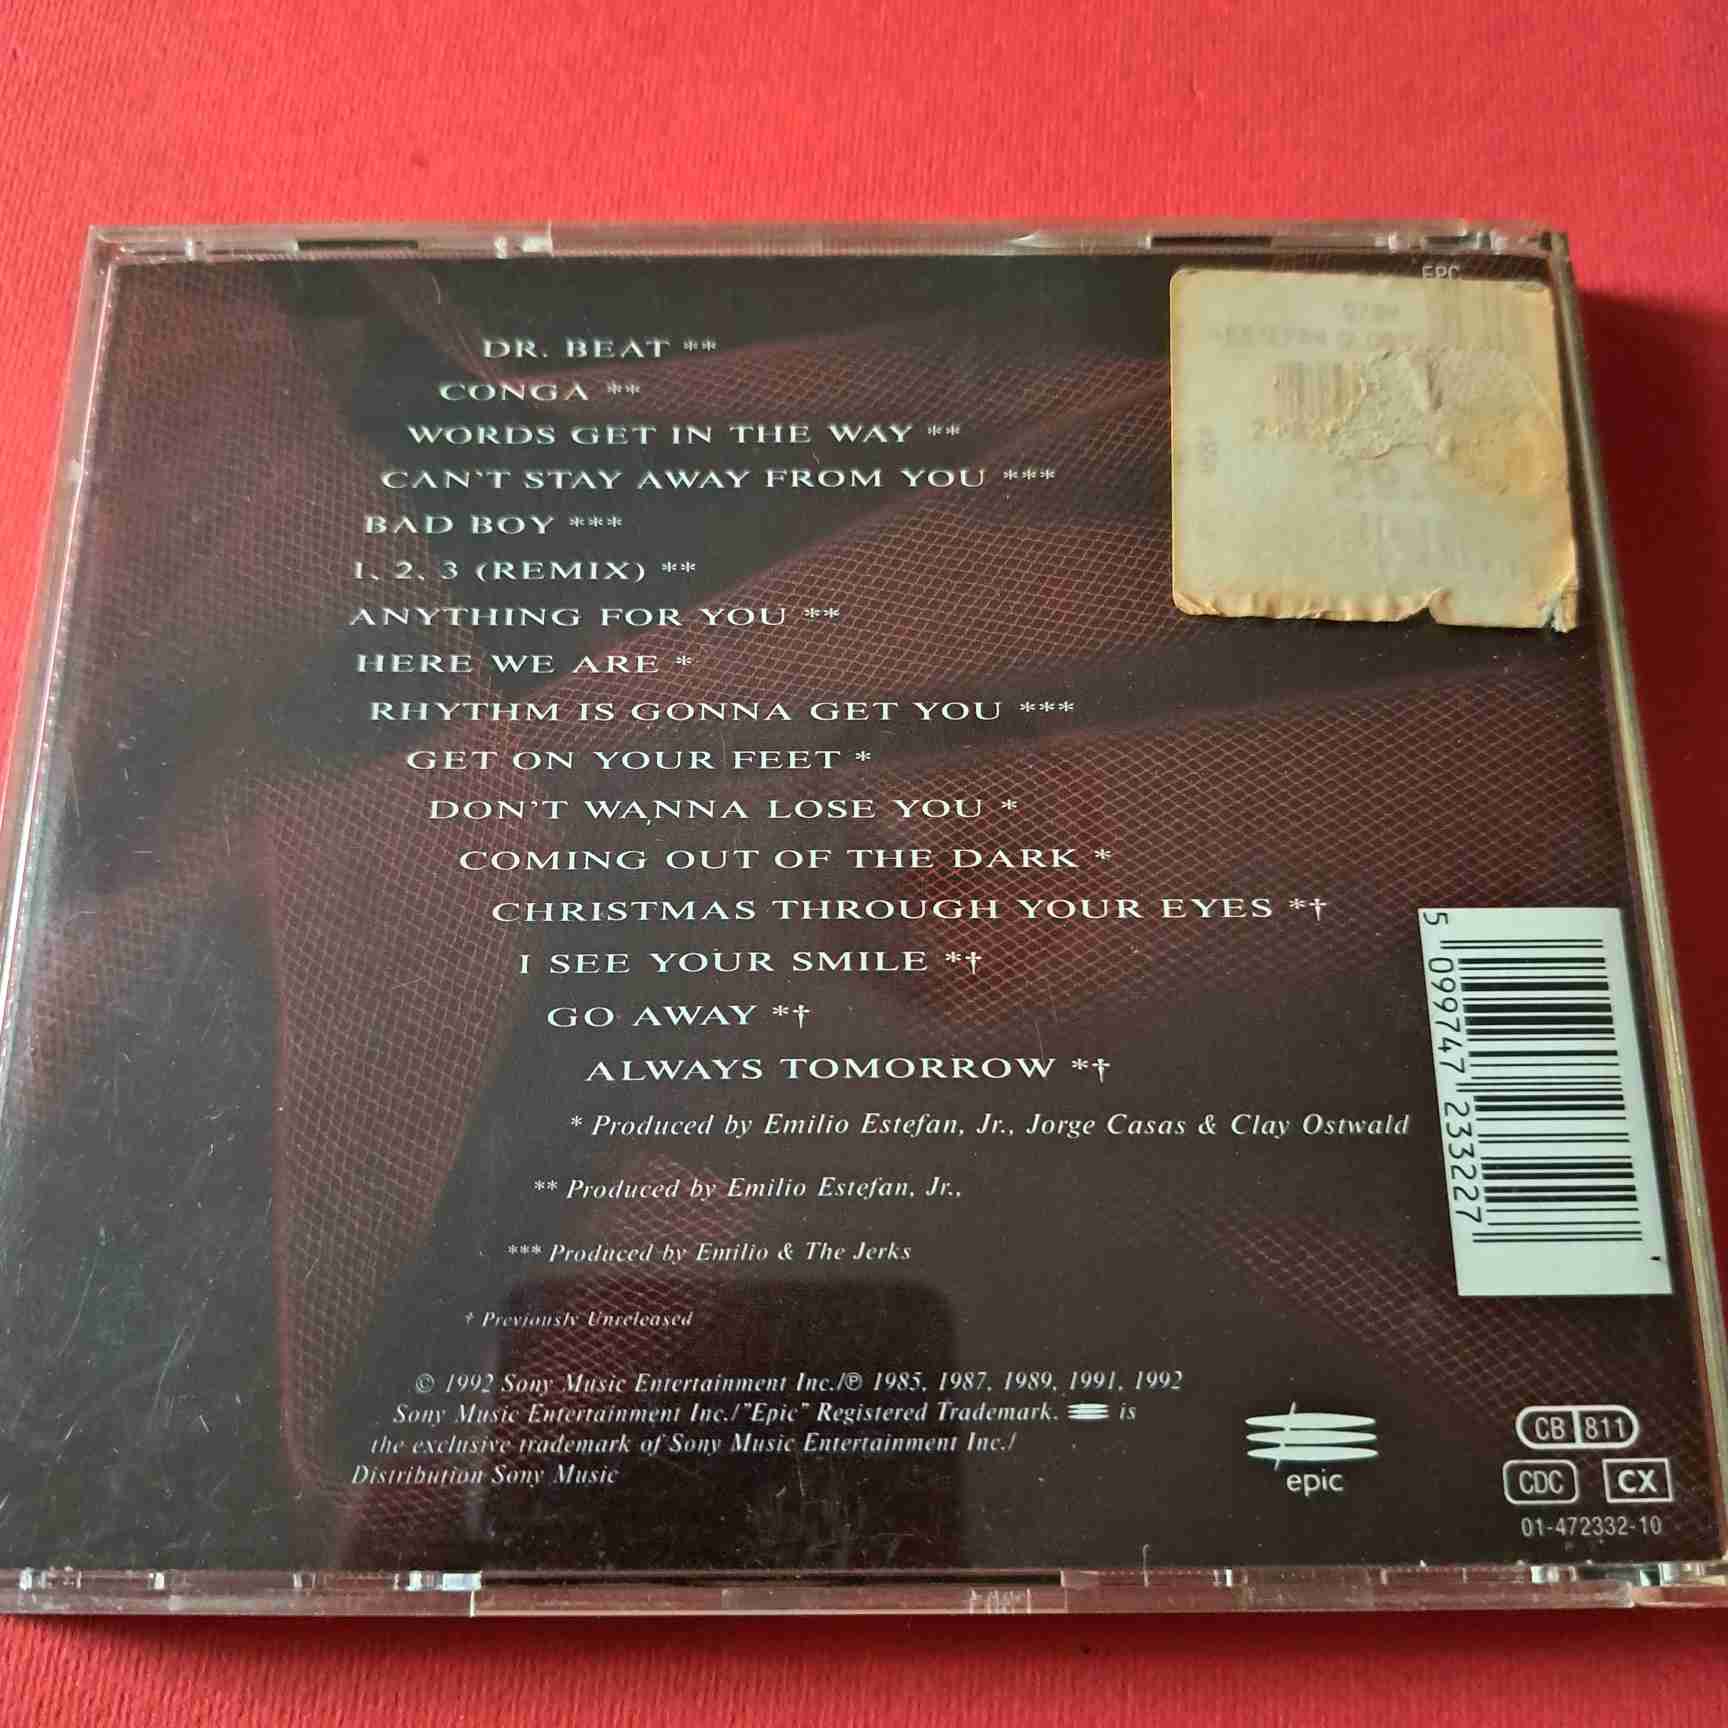 EPC
DR. BEAT **
CONGA **
WORDS GET IN THE WAY **
CAN'T STAY AWAY FROM YOU ***
BAD BOY ***
1, 2, 3 (REMIX) **
ANYTHING FOR YOU **
HERE WE ARE *
RHYTHM IS GONNA GET YOU ***
GET ON YOUR FEET *
DON'T WANNA LOSE YOU *
COMING OUT OF THE DARK *
CHRISTMAS THROUGH YOUR EYES *†
I SEE YOUR SMILE *†
GO AWAY *†
ALWAYS TOMORROW *†
* Produced by Emilio Estefan, Jr., Jorge Casas & Clay Ostwald
** Produced by Emilio Estefan, Jr.,
*** Produced by Emilio & The Jerks
† Previously Unreleased
© 1992 Sony Music Entertainment Inc./℗ 1985, 1987, 1989, 1991, 1992
Sony Music Entertainment Inc./"Epic" Registered Trademark. is
the exclusive trademark of Sony Music Entertainment Inc./
Distribution Sony Music
5 099747 233227
epic
CB 811
CDC CX
01-472332-10